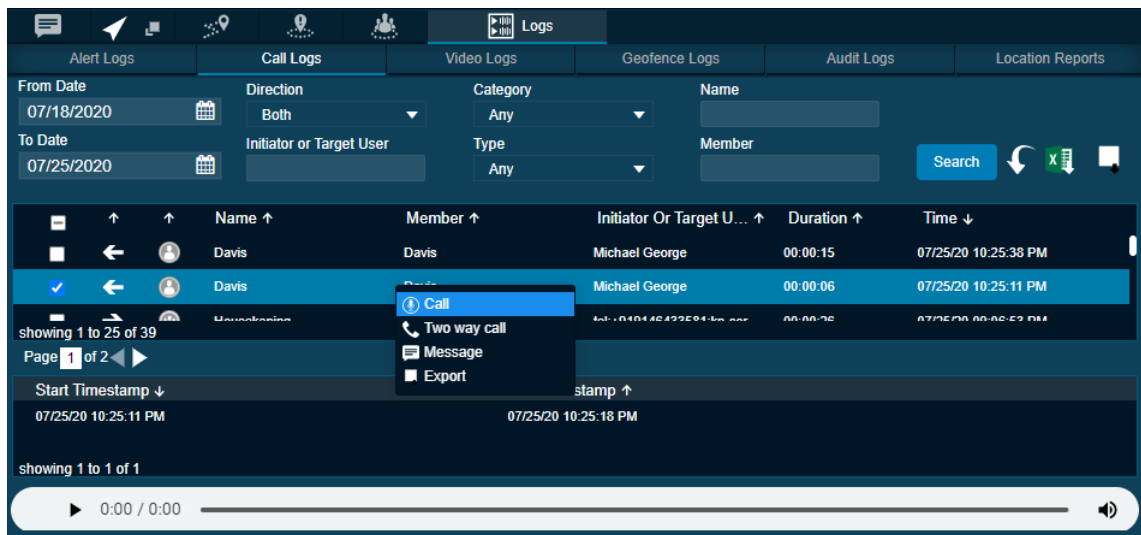 Logs
Alert Logs Call Logs Video Logs Geofence Logs Audit Logs Location Reports
From Date Direction Category Name
07/18/2020 Both Any
To Date Initiator or Target User Type Member
07/25/2020 Any Search
Name ↑ Member ↑ Initiator Or Target U... ↑ Duration ↑ Time ↓
Davis Davis Michael George 00:00:15 07/25/20 10:25:38 PM
Davis Michael George 00:00:06 07/25/20 10:25:11 PM
Call
Two way call
Message
Export
showing 1 to 25 of 39
Page 1 of 2
Start Timestamp ↓ stamp ↑
07/25/20 10:25:11 PM 07/25/20 10:25:18 PM
showing 1 to 1 of 1
0:00 / 0:00